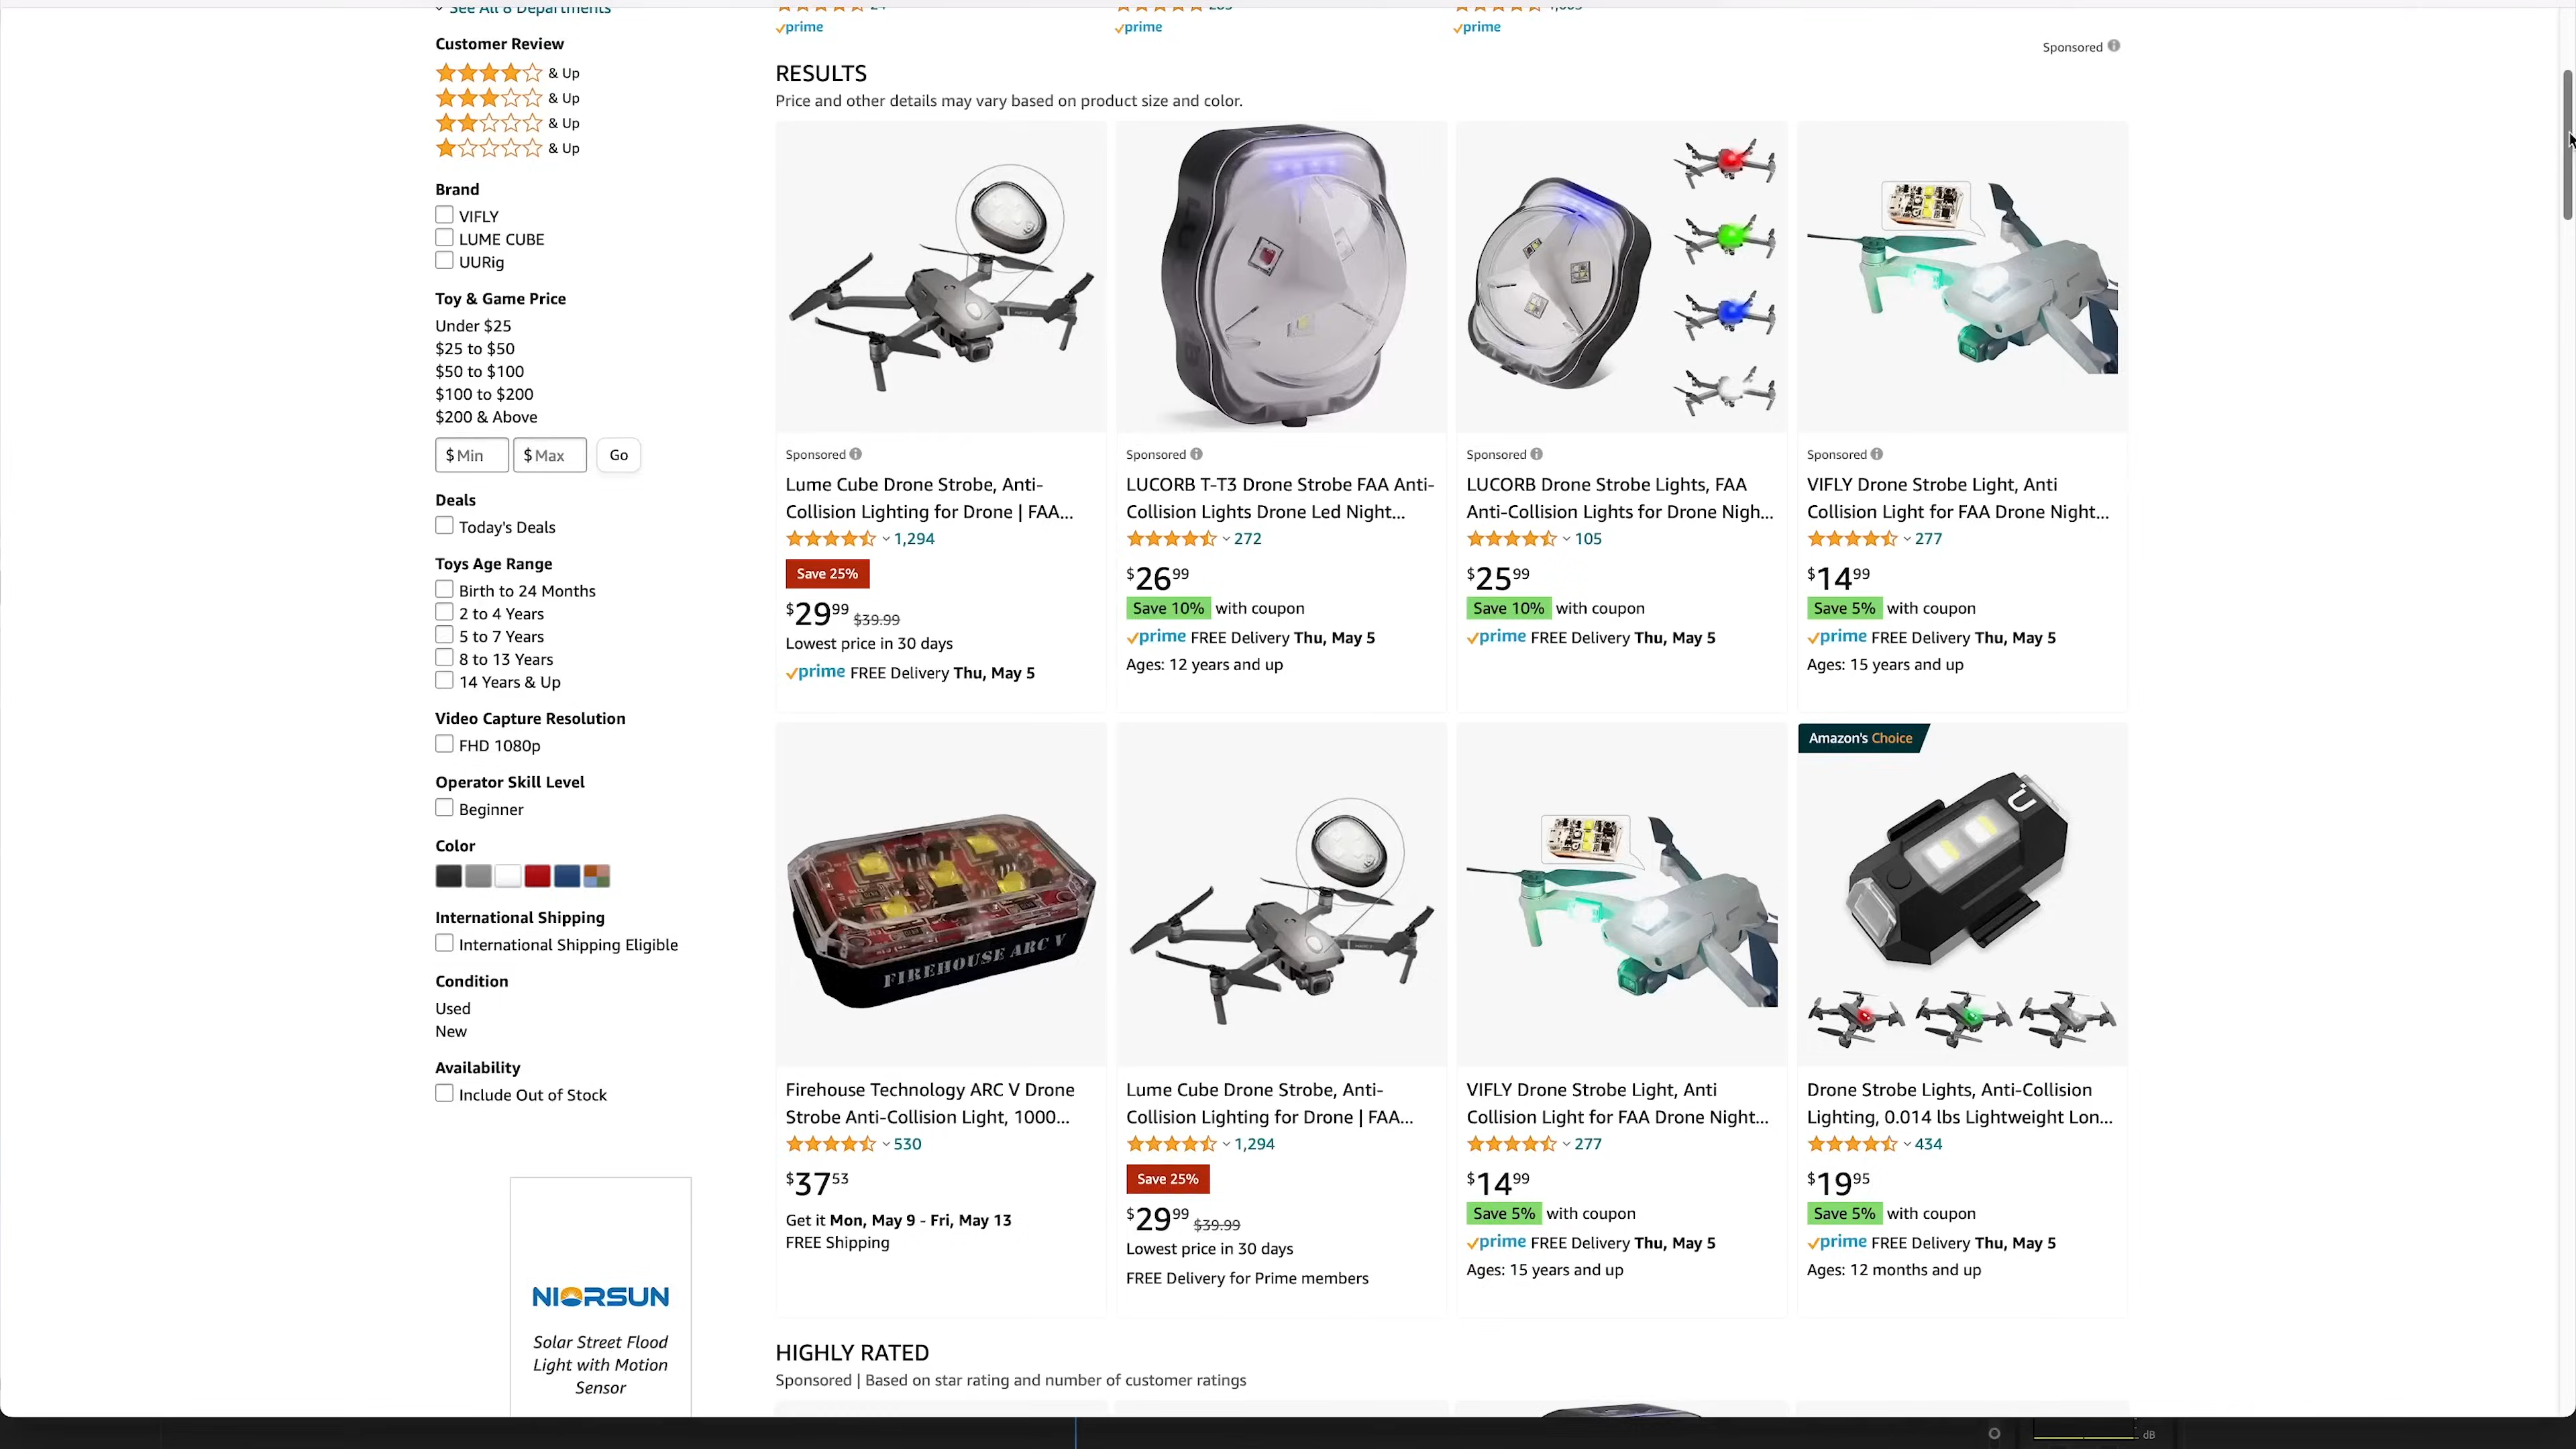 See All 8 Departments
Customer Review
& Up
& Up
& Up
& Up
Brand
VIFLY
LUME CUBE
UURig
Toy & Game Price
Under $25
$25 to $50
$50 to $100
$100 to $200
$200 & Above
$ Min $ Max Go
Deals
Today's Deals
Toys Age Range
Birth to 24 Months
2 to 4 Years
5 to 7 Years
8 to 13 Years
14 Years & Up
Video Capture Resolution
FHD 1080p
Operator Skill Level
Beginner
Color
International Shipping
International Shipping Eligible
Condition
Used
New
Availability
Include Out of Stock
NIORSUN
Solar Street Flood
Light with Motion
Sensor
prime prime prime
Sponsored
RESULTS
Price and other details may vary based on product size and color.
Sponsored
Lume Cube Drone Strobe, Anti-
Collision Lighting for Drone | FAA...
1,294
Save 25%
$29.99 $39.99
Lowest price in 30 days
prime FREE Delivery Thu, May 5
Sponsored
LUCORB T-T3 Drone Strobe FAA Anti-
Collision Lights Drone Led Night...
272
$26.99
Save 10% with coupon
prime FREE Delivery Thu, May 5
Ages: 12 years and up
Sponsored
LUCORB Drone Strobe Lights, FAA
Anti-Collision Lights for Drone Nigh...
105
$25.99
Save 10% with coupon
prime FREE Delivery Thu, May 5
Sponsored
VIFLY Drone Strobe Light, Anti
Collision Light for FAA Drone Night...
277
$14.99
Save 5% with coupon
prime FREE Delivery Thu, May 5
Ages: 15 years and up
FIREHOUSE ARC V
Firehouse Technology ARC V Drone
Strobe Anti-Collision Light, 1000...
530
$37.53
Get it Mon, May 9 - Fri, May 13
FREE Shipping
Lume Cube Drone Strobe, Anti-
Collision Lighting for Drone | FAA...
1,294
Save 25%
$29.99 $39.99
Lowest price in 30 days
FREE Delivery for Prime members
VIFLY Drone Strobe Light, Anti
Collision Light for FAA Drone Night...
277
$14.99
Save 5% with coupon
prime FREE Delivery Thu, May 5
Ages: 15 years and up
Amazon's Choice
Drone Strobe Lights, Anti-Collision
Lighting, 0.014 lbs Lightweight Lon...
434
$19.95
Save 5% with coupon
prime FREE Delivery Thu, May 5
Ages: 12 months and up
HIGHLY RATED
Sponsored | Based on star rating and number of customer ratings
dB